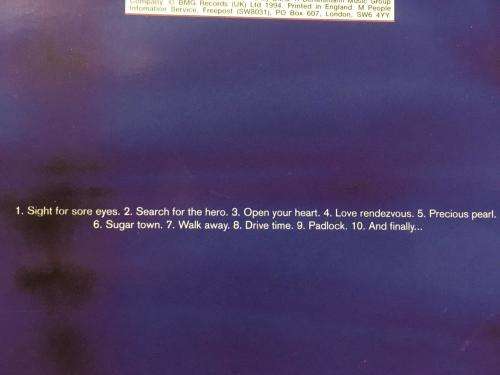 Company. © BMG Records (UK) Ltd 1994. Printed in England. M People
Infomation Service, Freepost (SW8031), PO Box 607, London, SW6 4YY
1. Sight for sore eyes. 2. Search for the hero. 3. Open your heart. 4. Love rendezvous. 5. Precious pearl.
6. Sugar town. 7. Walk away. 8. Drive time. 9. Padlock. 10. And finally...